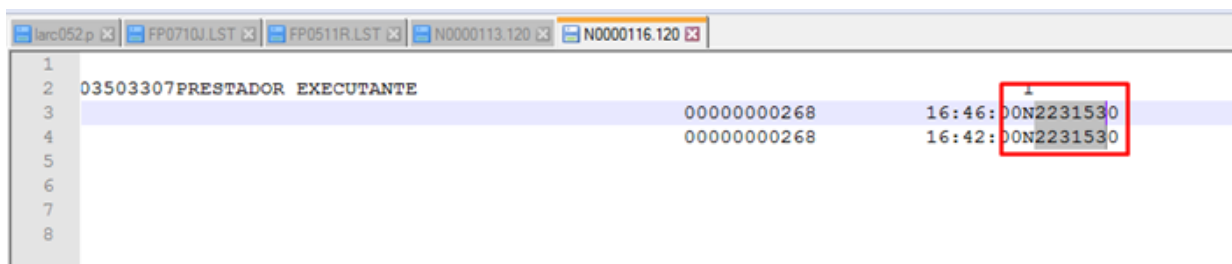 larc052.p FP0710J.LST FP0511R.LST N0000113.120 N0000116.120
1
2 03503307PRESTADOR EXECUTANTE 1
3 00000000268 16:46:00N2231530
4 00000000268 16:42:00N2231530
5
6
7
8